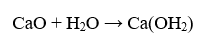 CaO + H₂O → Ca(OH₂)